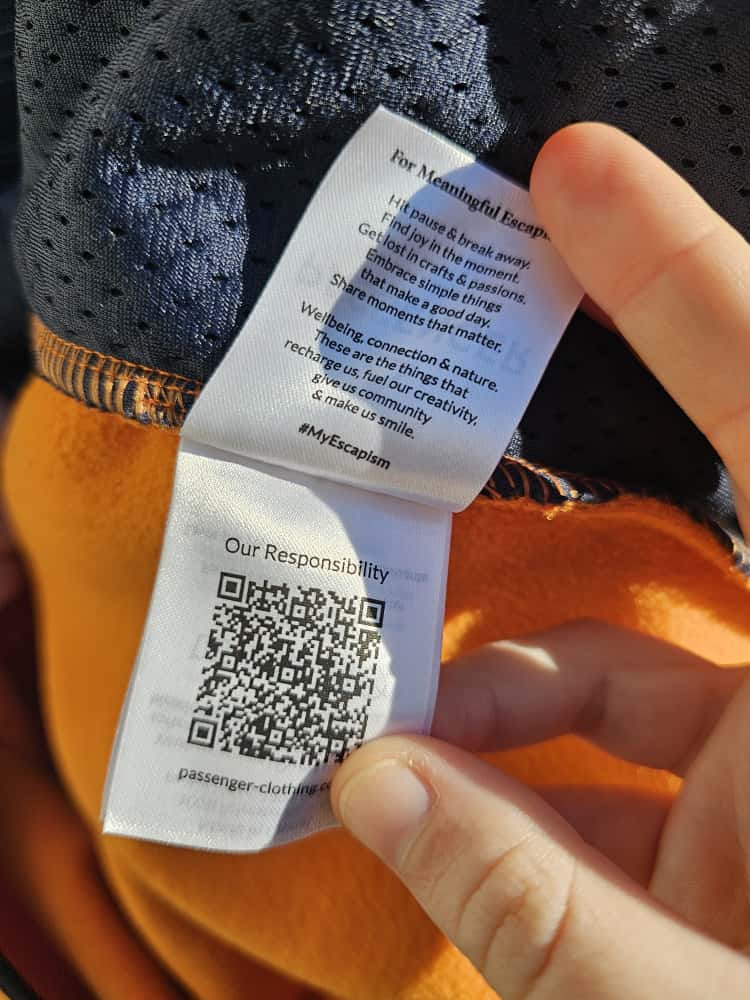 For Meaningful Escap
Hit pause & break away.
Find joy in the moment.
Get lost in crafts & passions.
Embrace simple things
that make a good day.
Share moments that matter.
Wellbeing, connection & nature.
These are the things that
recharge us, fuel our creativity,
give us community
& make us smile.
#MyEscapism
Our Responsibility
passenger-clothing.co